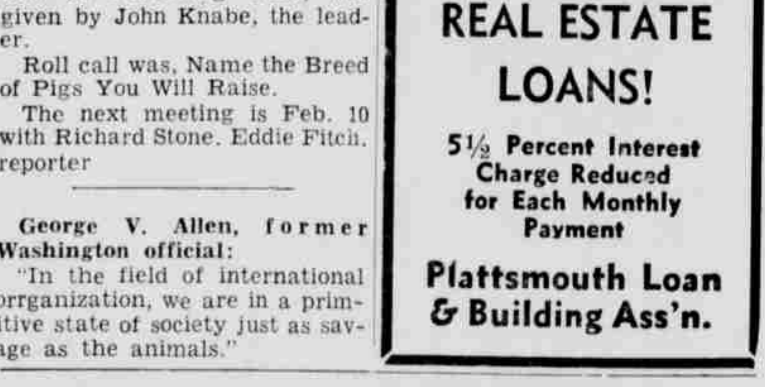 given by John Knabe, the lead-
er.
Roll call was, Name the Breed
of Pigs You Will Raise.
The next meeting is Feb. 10
with Richard Stone. Eddie Fitch,
reporter
George V. Allen, former
Washington official:
"In the field of international
orrganization, we are in a prim-
itive state of society just as sav-
age as the animals."
REAL ESTATE
LOANS!
5½ Percent Interest
Charge Reduced
for Each Monthly
Payment
Plattsmouth Loan
& Building Ass'n.